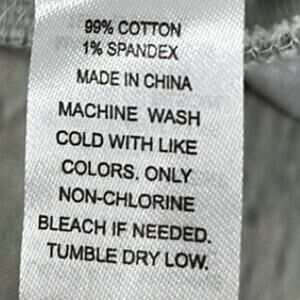 99% COTTON
1% SPANDEX
MADE IN CHINA
MACHINE WASH
COLD WITH LIKE
COLORS. ONLY
NON-CHLORINE
BLEACH IF NEEDED.
TUMBLE DRY LOW.